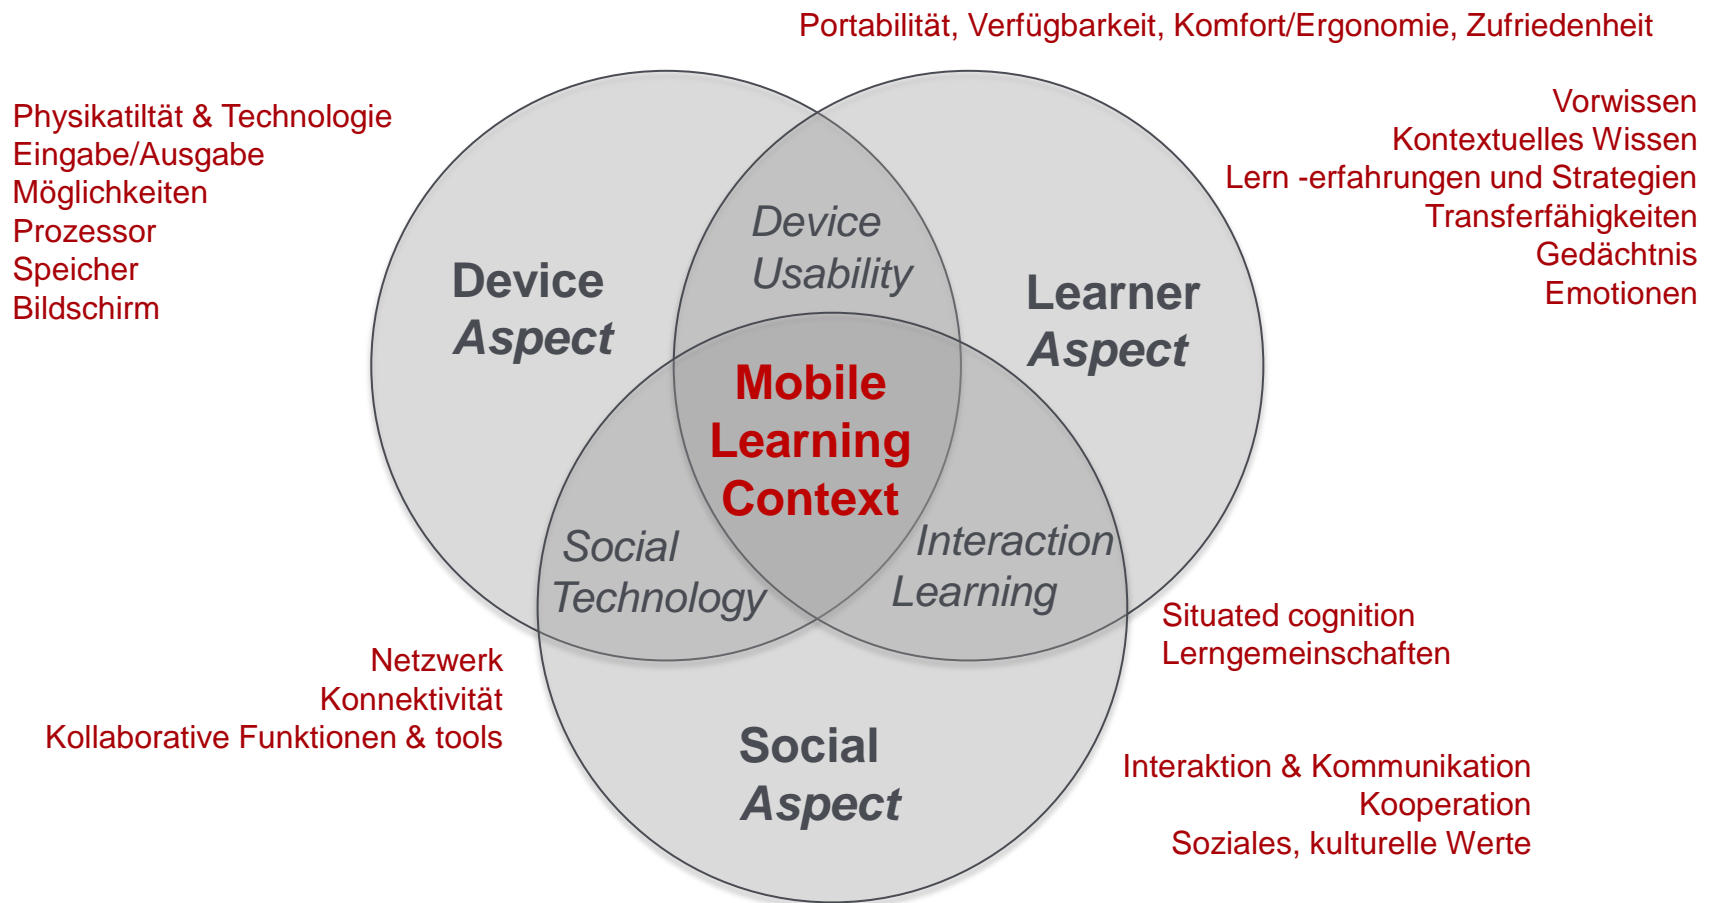 Portabilität, Verfügbarkeit, Komfort/Ergonomie, Zufriedenheit
Physikatiltät & Technologie
Eingabe/Ausgabe
Möglichkeiten
Prozessor
Speicher
Bildschirm
Vorwissen
Kontextuelles Wissen
Lern -erfahrungen und Strategien
Transferfähigkeiten
Gedächtnis
Emotionen
Device
Usability
Device
Aspect
Learner
Aspect
Mobile
Learning
Context
Social
Technology
Interaction
Learning
Situated cognition
Lerngemeinschaften
Netzwerk
Konnektivität
Kollaborative Funktionen & tools
Social
Aspect
Interaktion & Kommunikation
Kooperation
Soziales, kulturelle Werte